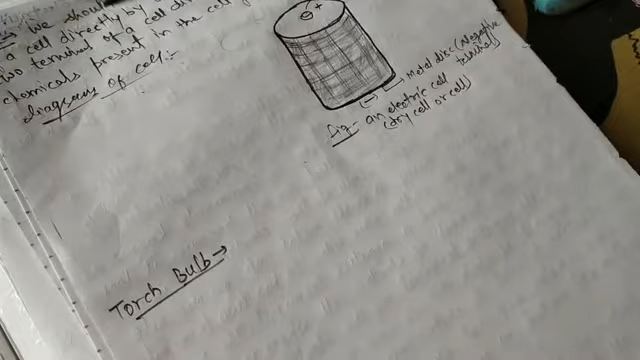 we should
a cell directly by a
two terminal of a cell
chemicals present in the cell
diagram of cell:-
+
Metal disc (Negative
terminal)
(-)
fig- an electric cell
(dry cell or cell)
Torch Bulb →